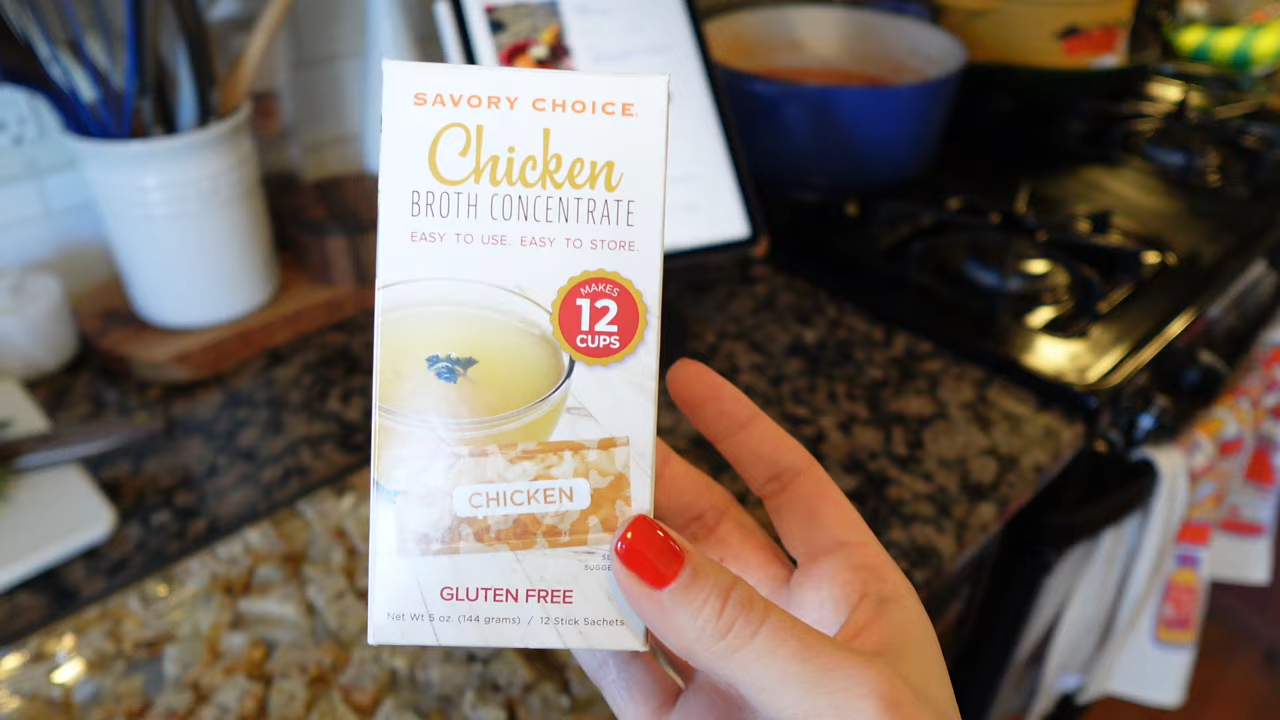 SAVORY CHOICE.
Chicken
BROTH CONCENTRATE
EASY TO USE. EASY TO STORE.
MAKES
12
CUPS
CHICKEN
GLUTEN FREE
Net Wt 5 oz. (144 grams) / 12 Stick Sachets